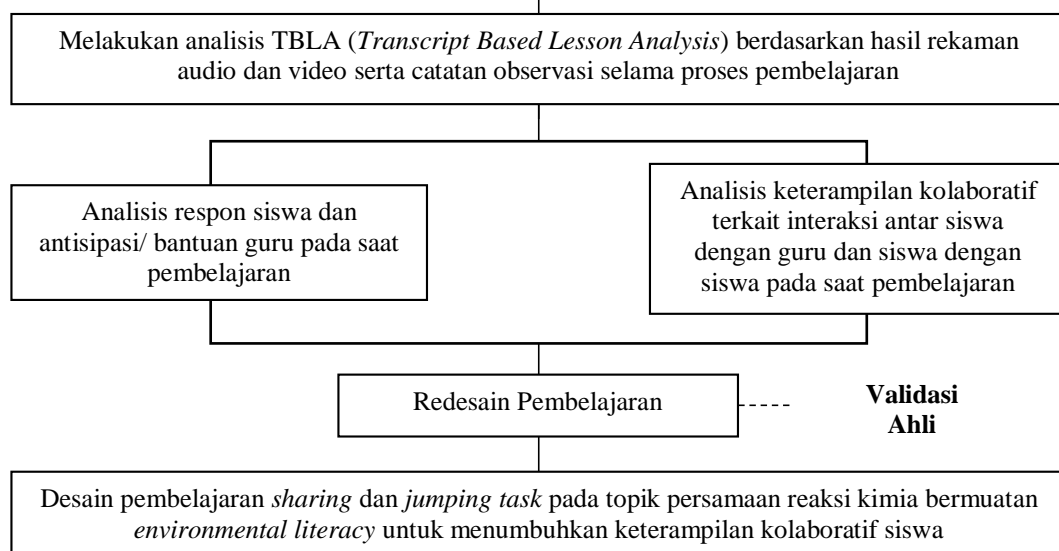 Melakukan analisis TBLA (Transcript Based Lesson Analysis) berdasarkan hasil rekaman
audio dan video serta catatan observasi selama proses pembelajaran
Analisis respon siswa dan
antisipasi/ bantuan guru pada saat
pembelajaran
Analisis keterampilan kolaboratif
terkait interaksi antar siswa
dengan guru dan siswa dengan
siswa pada saat pembelajaran
Redesain Pembelajaran
Validasi
Ahli
Desain pembelajaran sharing dan jumping task pada topik persamaan reaksi kimia bermuatan
environmental literacy untuk menumbuhkan keterampilan kolaboratif siswa